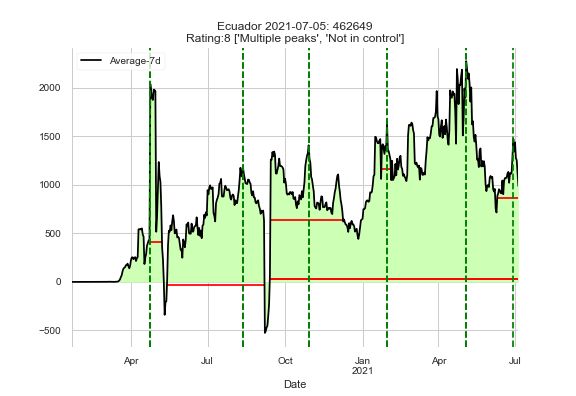 Ecuador 2021-07-05: 462649
Rating:8 ['Multiple peaks', 'Not in control']
Average-7d
2000
1500
1000
500
0
−500
Apr
Jul
Oct
Jan
2021
Apr
Jul
Date